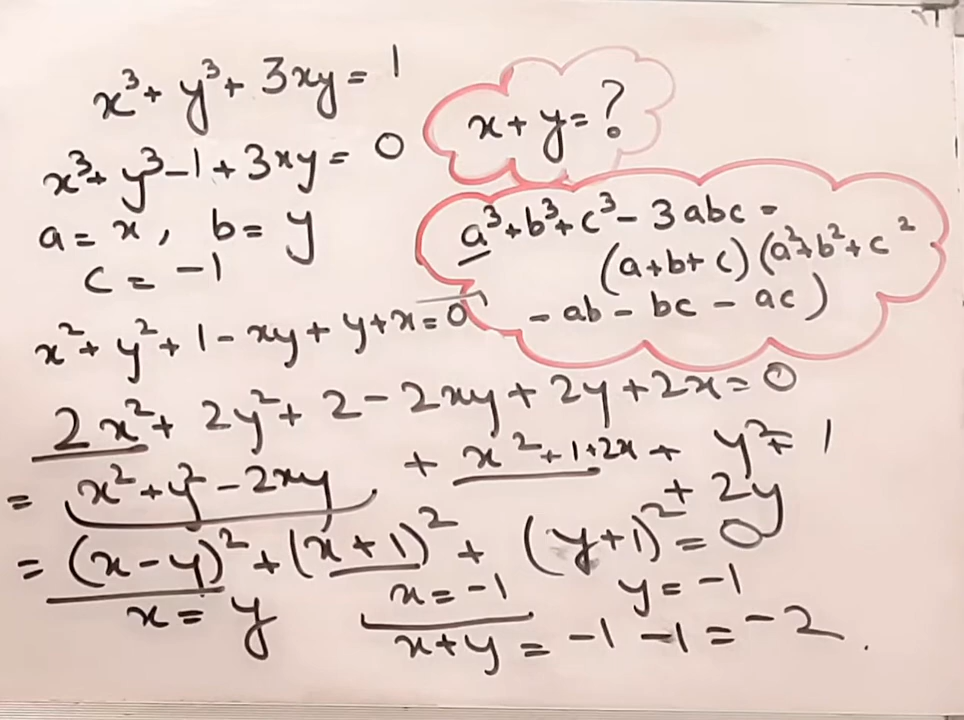 x³ + y³ + 3xy = 1
x + y = ?
x³ + y³ - 1 + 3xy = 0
a = x, b = y
c = -1
a³ + b³ + c³ - 3abc =
(a + b + c) (a² + b² + c²
- ab - bc - ac)
x² + y² + 1 - xy + y + x = 0
2x² + 2y² + 2 - 2xy + 2y + 2x = 0
= x² + y² - 2xy + x² + 1 + 2x + y² + 1
+ 2y
= (x - y)² + (x + 1)² + (y + 1)² = 0
x = y x = -1 y = -1
x + y = -1 - 1 = -2.